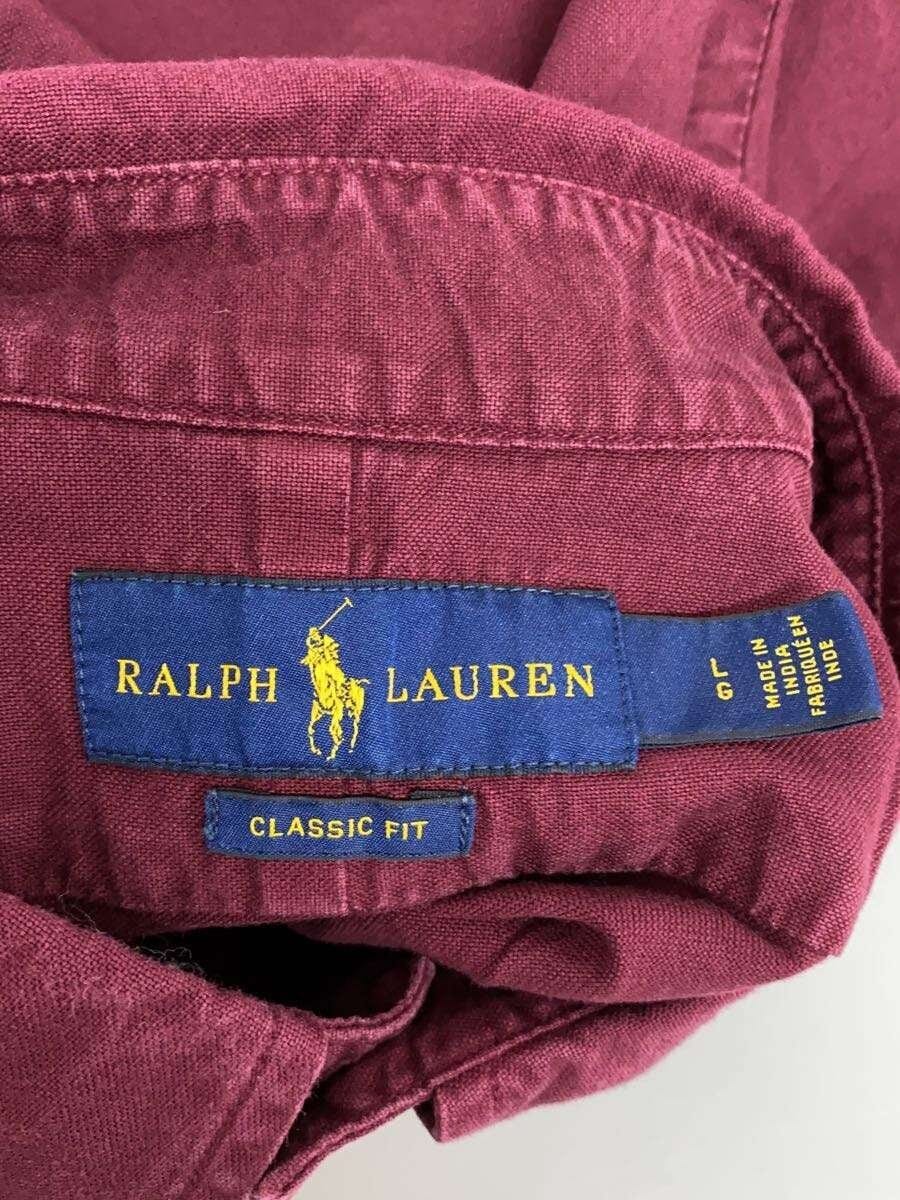 RALPH LAUREN
CLASSIC FIT
L
G
MADE IN
INDIA
FABRIQUÉ EN
INDE